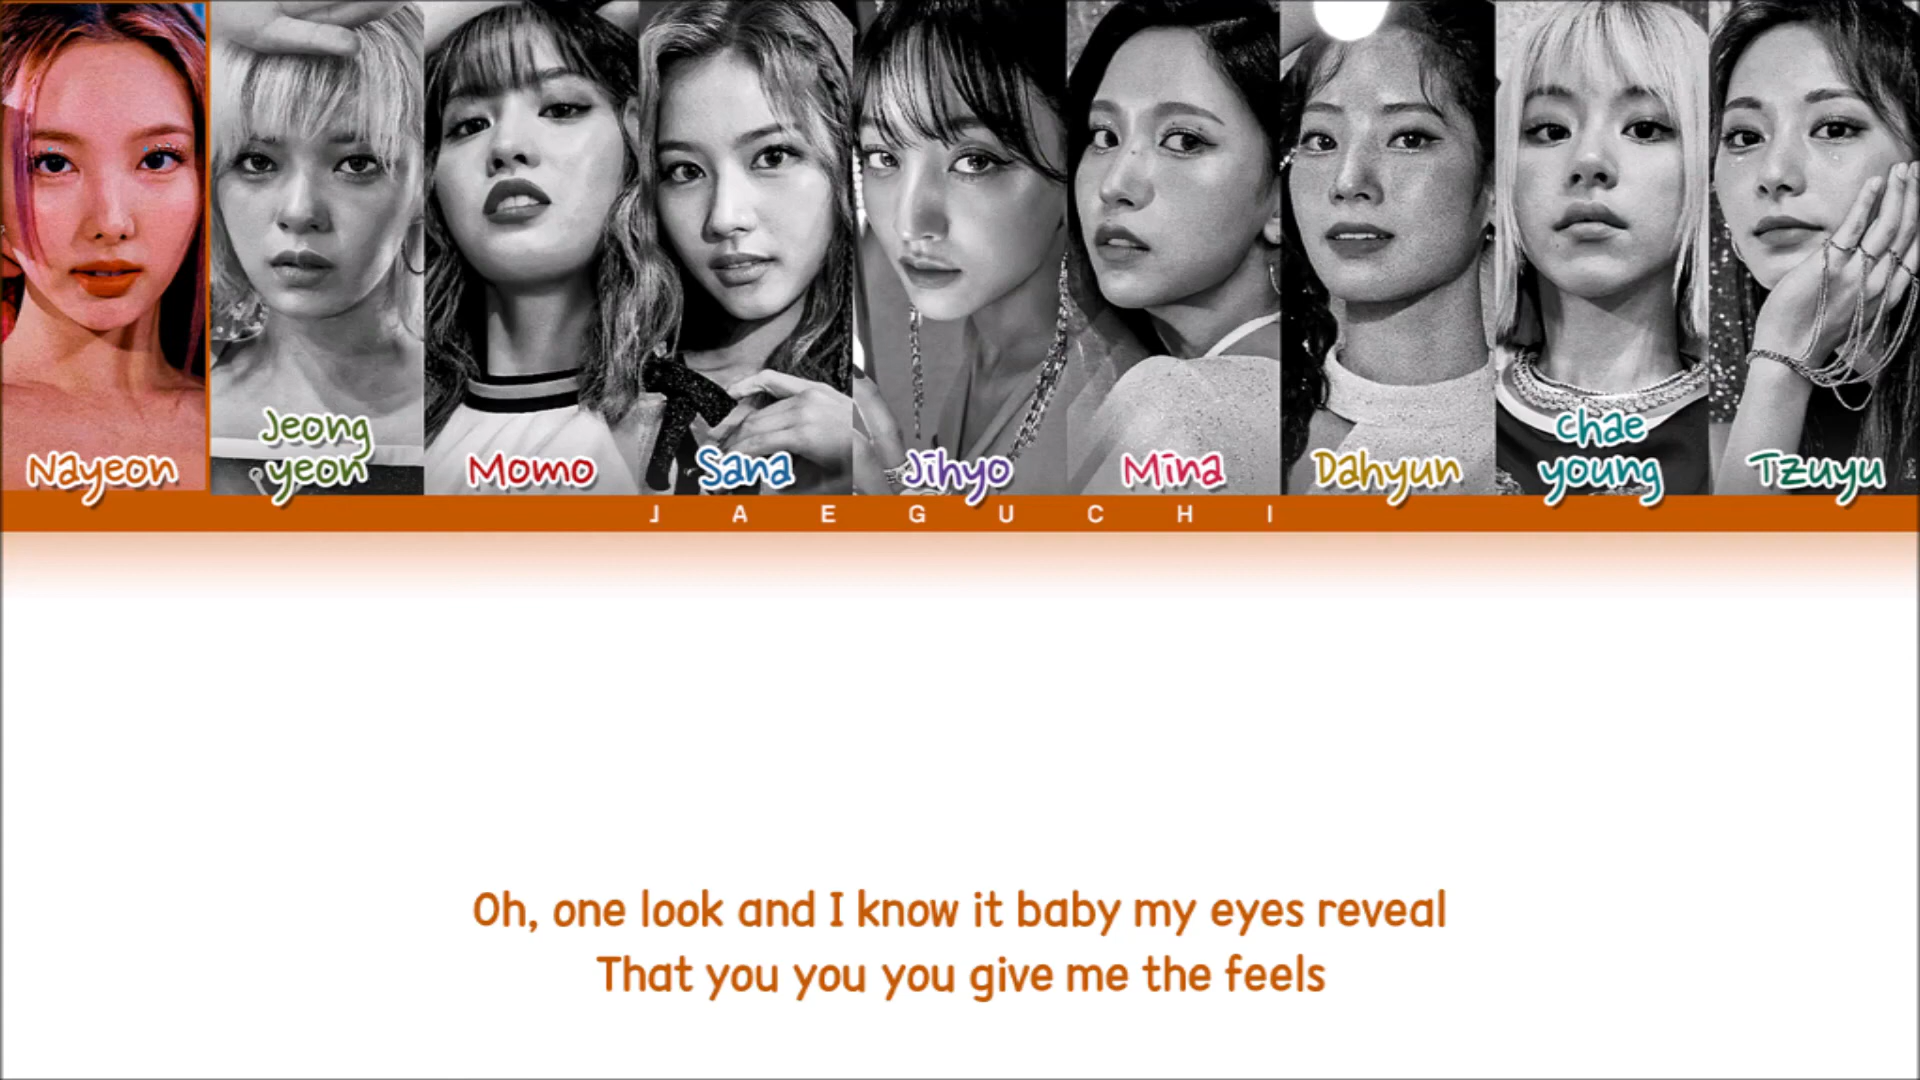 Nayeon
Jeong
yeon
Momo
Sana
Jihyo
Mina
Dahyun
chae
young
Tzuyu
JAEGUCHI
Oh, one look and I know it baby my eyes reveal
That you you you give me the feels